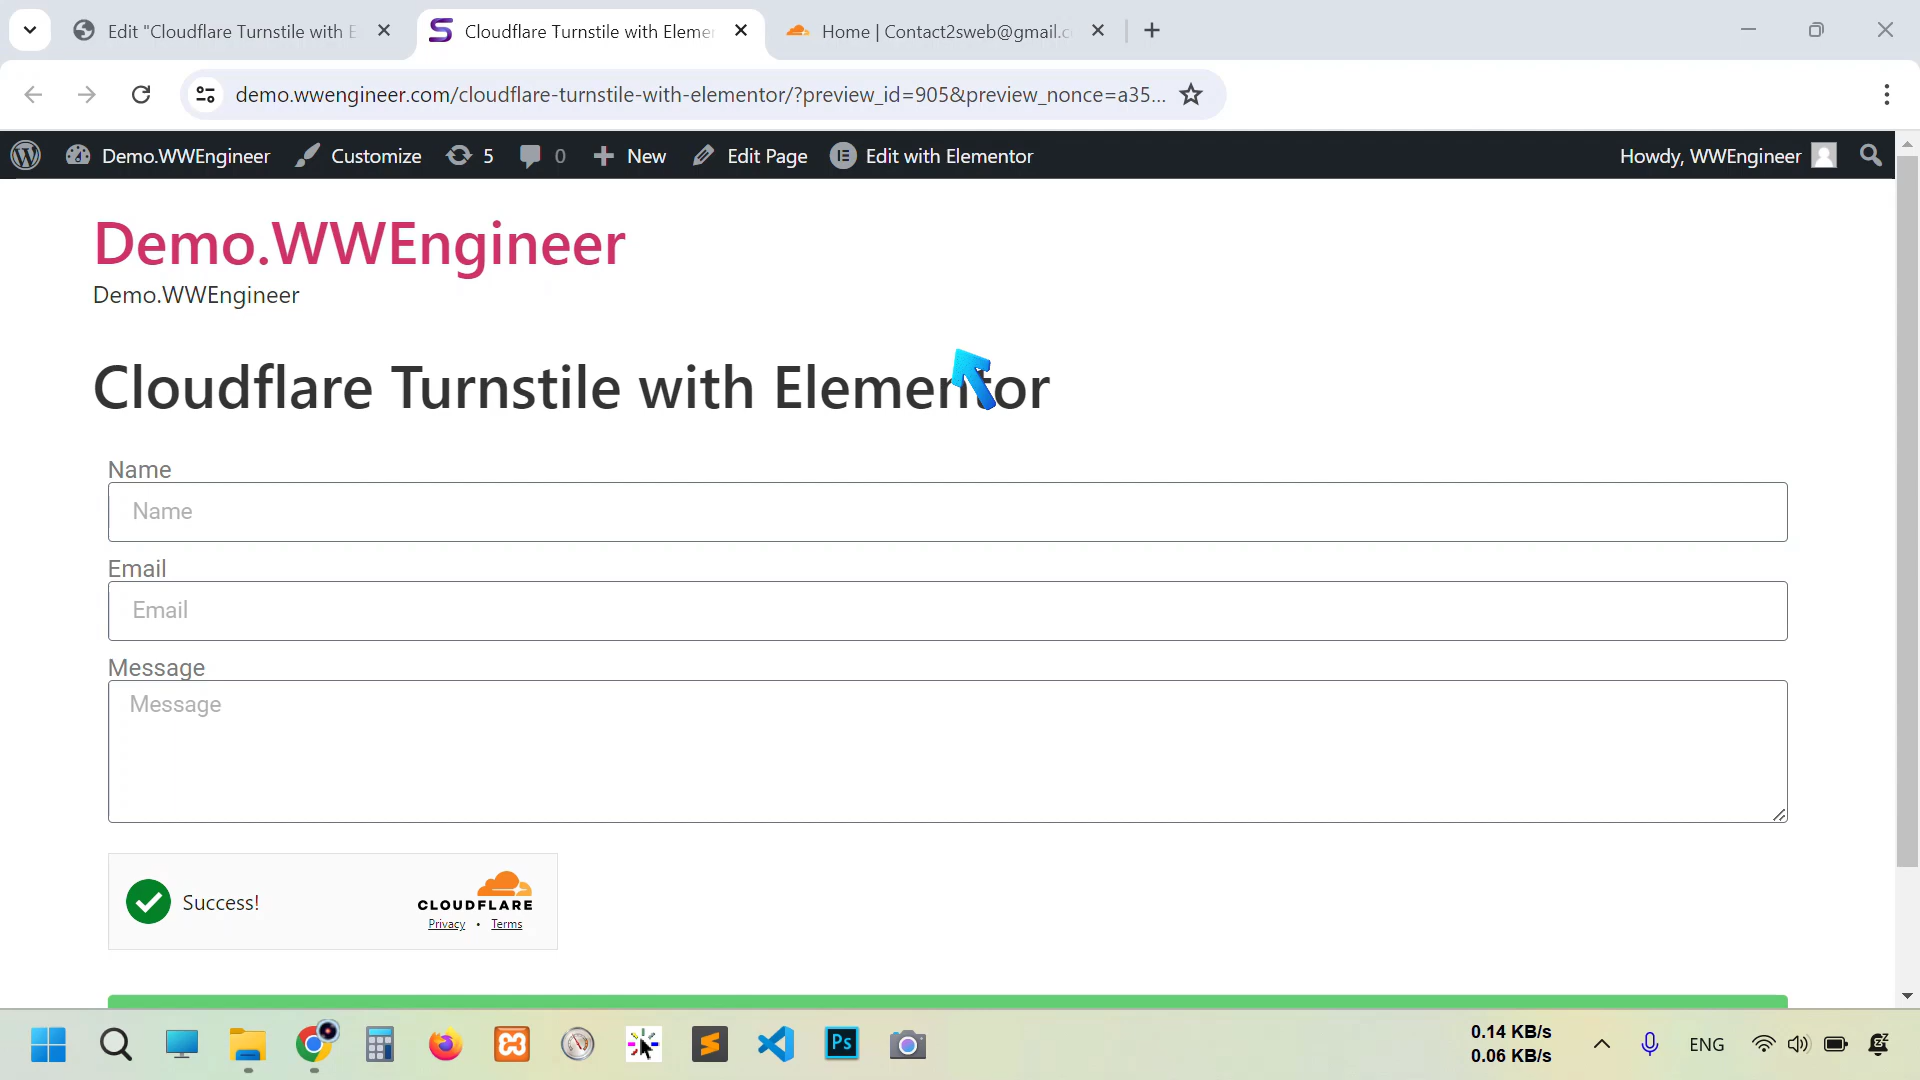 Edit "Cloudflare Turnstile with E
Cloudflare Turnstile with Elemen
Home | Contact2sweb@gmail.c
demo.wwengineer.com/cloudflare-turnstile-with-elementor/?preview_id=905&preview_nonce=a35...
Demo.WWEngineer
Customize
5
0
New
Edit Page
Edit with Elementor
Howdy, WWEngineer
Demo.WWEngineer
Demo.WWEngineer
Cloudflare Turnstile with Elementor
Name
Name
Email
Email
Message
Message
Success!
CLOUDFLARE
Privacy • Terms
0.14 KB/s
0.06 KB/s
ENG
Ps